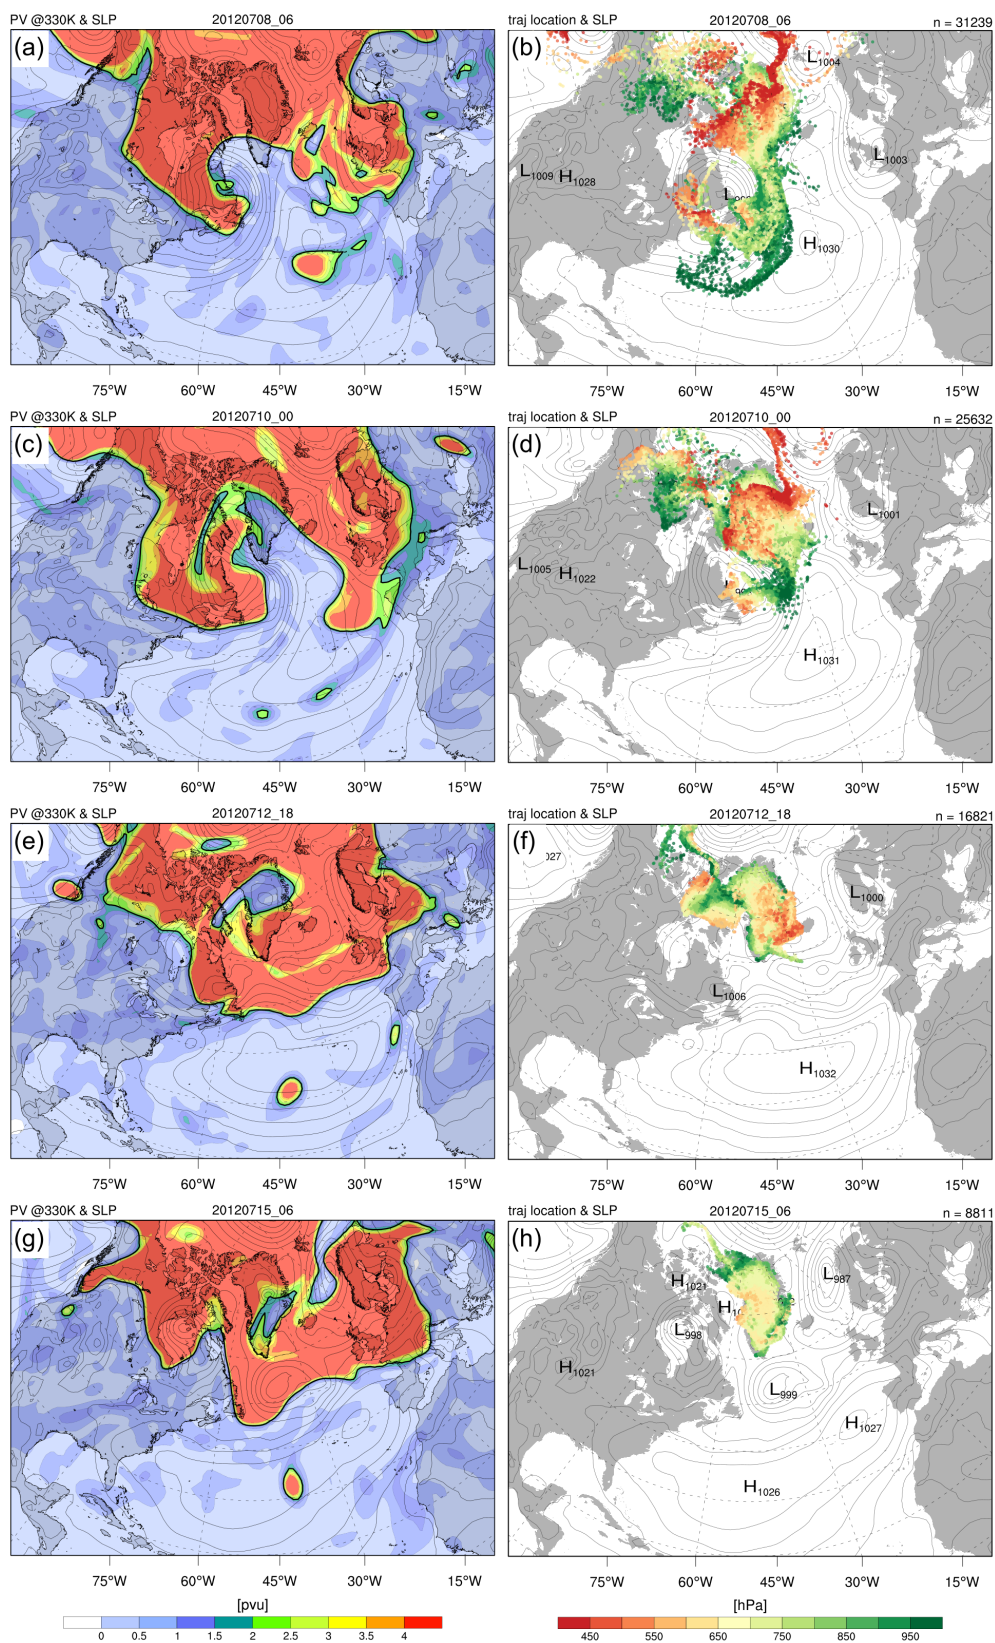 PV @330K & SLP 20120708_06
(a)
75°W 60°W 45°W 30°W 15°W
traj location & SLP 20120708_06 n = 31239
(b)
L1004
L1003
L1009 H1028
H1030
75°W 60°W 45°W 30°W 15°W
PV @330K & SLP 20120710_00
(c)
75°W 60°W 45°W 30°W 15°W
traj location & SLP 20120710_00 n = 25632
(d)
L1001
L1005 H1022
H1031
75°W 60°W 45°W 30°W 15°W
PV @330K & SLP 20120712_18
(e)
75°W 60°W 45°W 30°W 15°W
traj location & SLP 20120712_18 n = 16821
(f)
L1000
L1006
H1032
75°W 60°W 45°W 30°W 15°W
PV @330K & SLP 20120715_06
(g)
75°W 60°W 45°W 30°W 15°W
traj location & SLP 20120715_06 n = 8811
(h)
H1021 L987
L998
H1021
L999
H1027
H1026
75°W 60°W 45°W 30°W 15°W
[pvu]
0 0.5 1 1.5 2 2.5 3 3.5 4
[hPa]
450 550 650 750 850 950